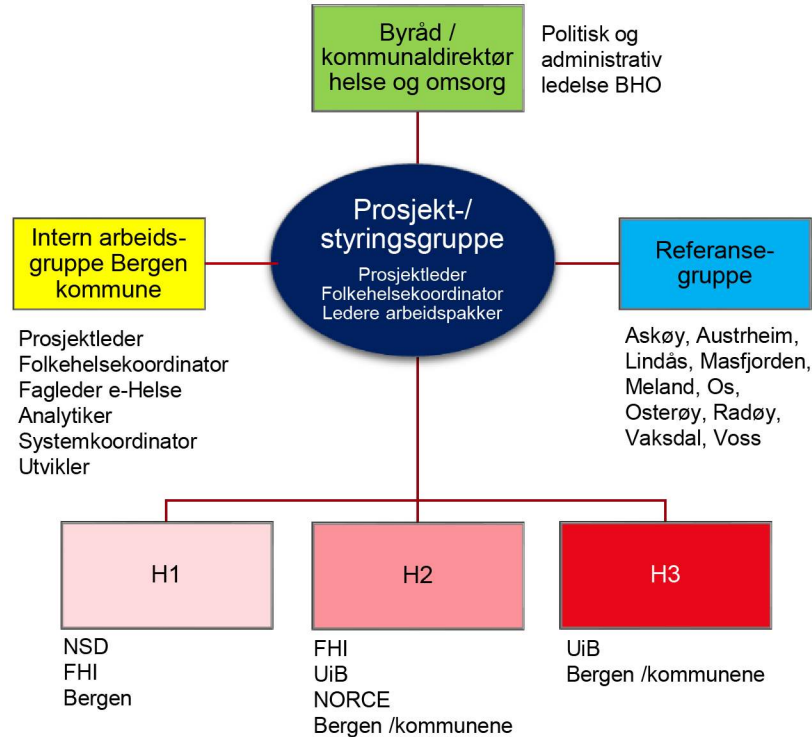 Byråd /
kommunaldirektør
helse og omsorg
Politisk og
administrativ
ledelse BHO
Intern arbeids-
gruppe Bergen
kommune
Prosjektleder
Folkehelsekoordinator
Fagleder e-Helse
Analytiker
Systemkoordinator
Utvikler
Prosjekt-/
styringsgruppe
Prosjektleder
Folkehelsekoordinator
Ledere arbeidspakker
Referanse-
gruppe
Askøy, Austrheim,
Lindås, Masfjorden,
Meland, Os,
Osterøy, Radøy,
Vaksdal, Voss
H1
NSD
FHI
Bergen
H2
FHI
UiB
NORCE
Bergen /kommunene
H3
UiB
Bergen /kommunene